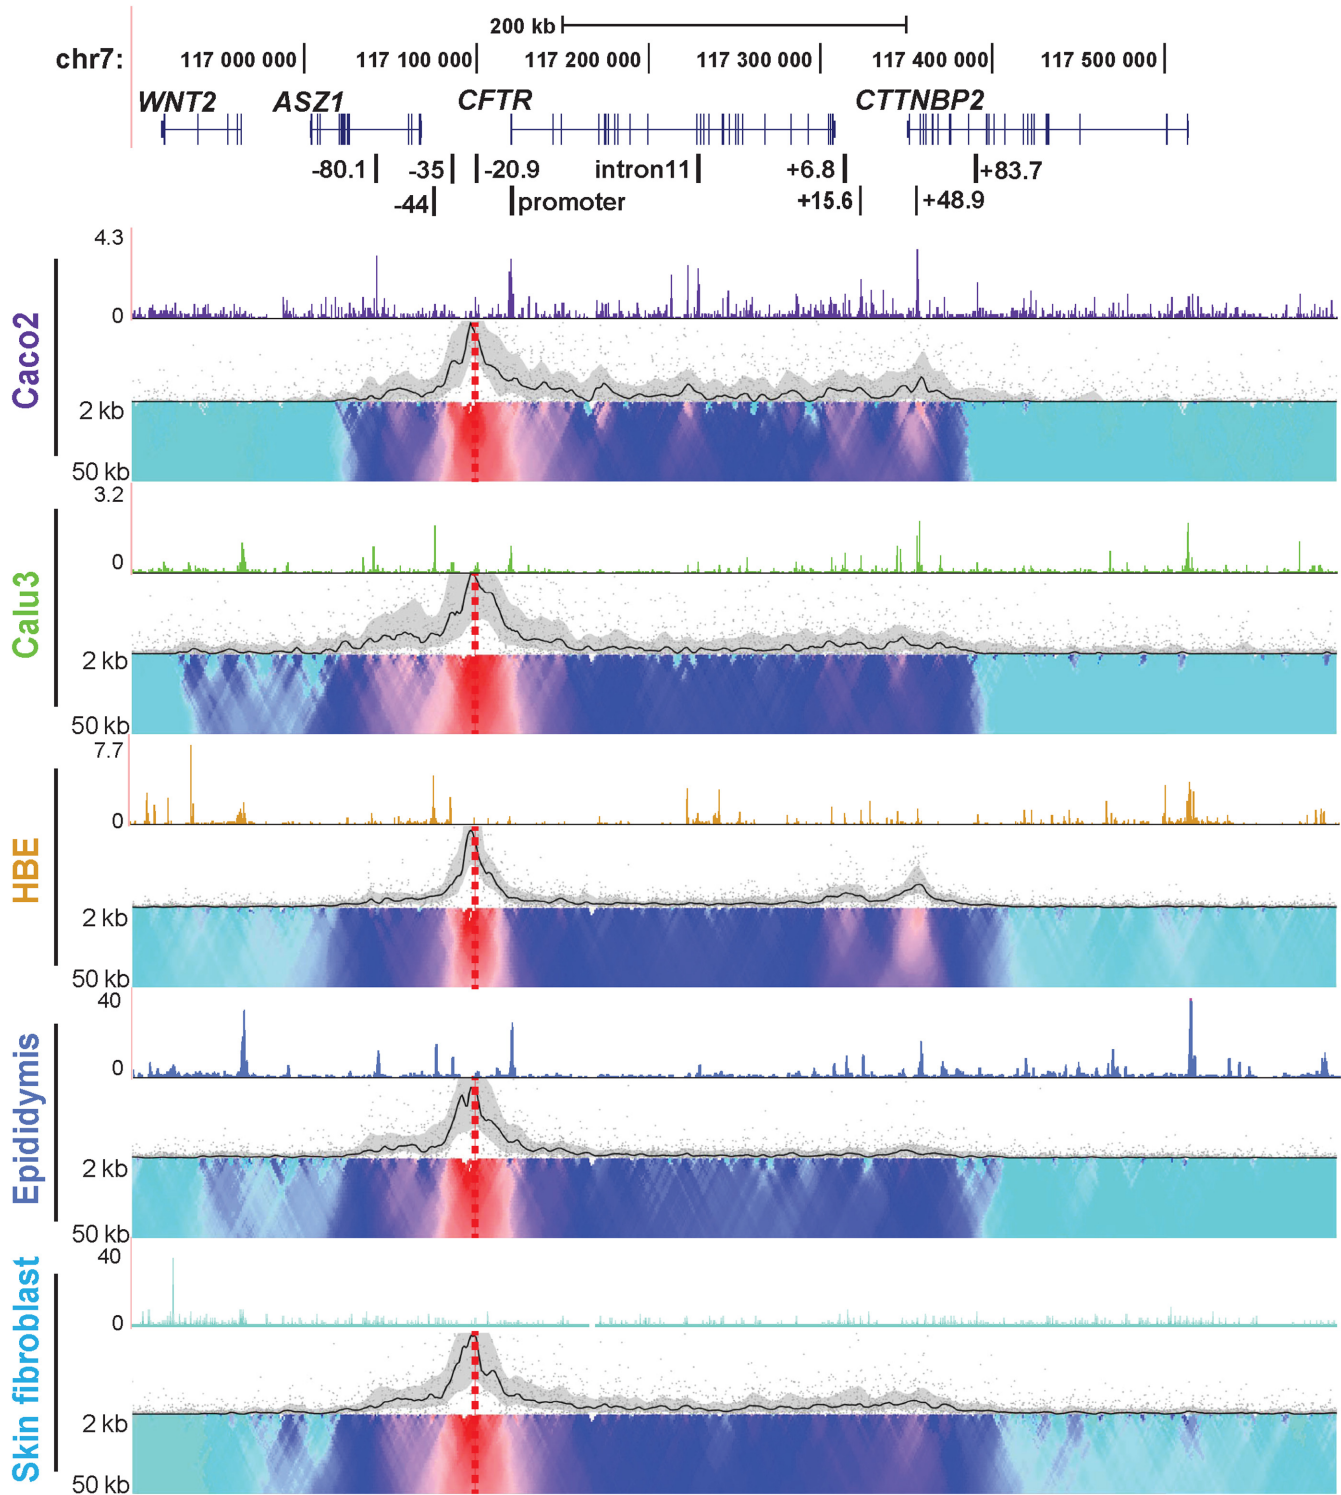 200 kb
chr7: 117 000 000 117 100 000 117 200 000 117 300 000 117 400 000 117 500 000
WNT2 ASZ1 CFTR CTTNBP2
-80.1 -35 -20.9 intron11 +6.8 +83.7
-44 promoter +15.6 +48.9
Caco2
4.3
0
2 kb
50 kb
Calu3
3.2
0
2 kb
50 kb
HBE
7.7
0
2 kb
50 kb
Epididymis
40
0
2 kb
50 kb
Skin fibroblast
40
0
2 kb
50 kb